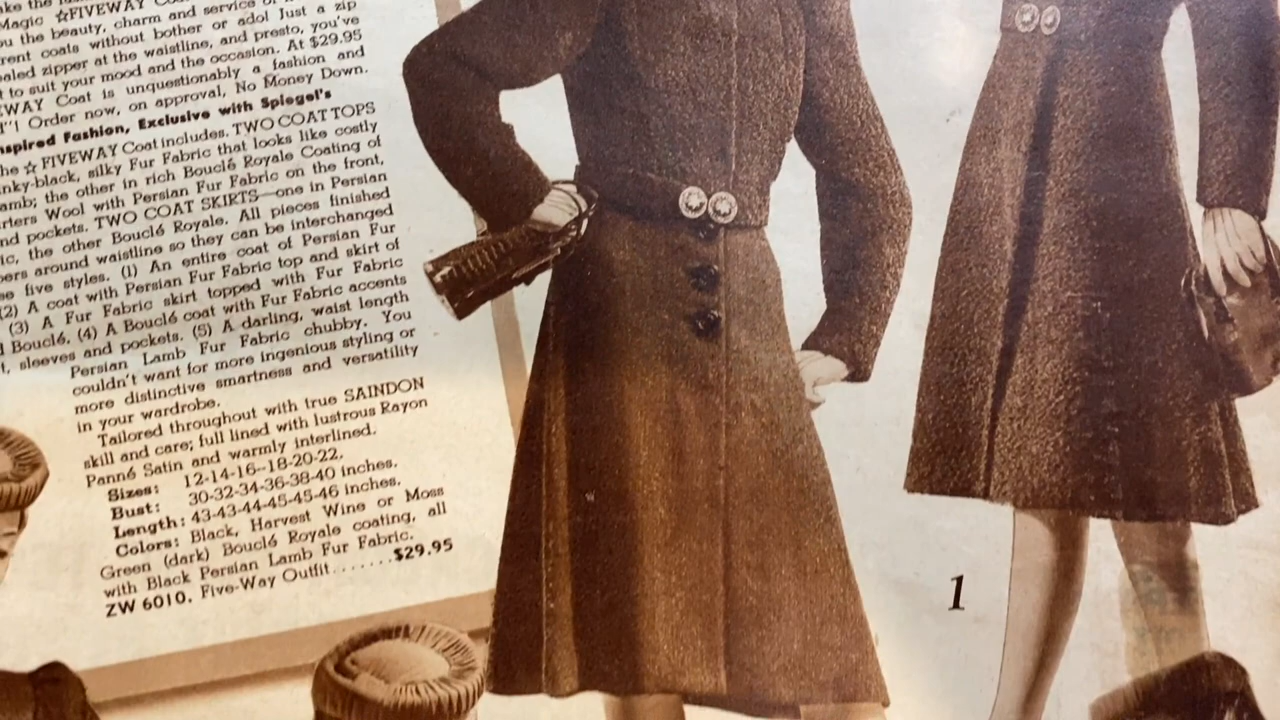 Magic ☆FIVEWAY
the beauty, charm and service of
rent coats without bother or ado! Just a zip
aled zipper at the waistline, and presto, you've
t to suit your mood and the occasion. At $29.95
EWAY Coat is unquestionably a fashion and
"! Order now, on approval, No Money Down.
nspired Fashion, Exclusive with Spiegel's
he ☆ FIVEWAY Coat includes. TWO COAT TOPS
inky-black, silky Fur Fabric that looks like costly
amb; the other in rich Bouclé Royale Coating of
rters Wool with Persian Fur Fabric on the front,
nd pockets. TWO COAT SKIRTS—one in Persian
ic, the other Bouclé Royale. All pieces finished
pers around waistline so they can be interchanged
se five styles. (1) An entire coat of Persian Fur
(2) A coat with Persian Fur Fabric top and skirt of
(3) A Fur Fabric skirt topped with Fur Fabric
d Bouclé. (4) A Bouclé coat with Fur Fabric accents
t, sleeves and pockets. (5) A darling, waist length
Persian Lamb Fur Fabric chubby. You
couldn't want for more ingenious styling or
more distinctive smartness and versatility
in your wardrobe.
Tailored throughout with true SAINDON
skill and care; full lined with lustrous Rayon
Panné Satin and warmly interlined.
Sizes: 12-14-16--18-20-22.
Bust: 30-32-34-36-38-40 inches.
Length: 43-43-44-45-45-46 inches.
Colors: Black, Harvest Wine or Moss
Green (dark) Bouclé Royale coating, all
with Black Persian Lamb Fur Fabric.
ZW 6010. Five-Way Outfit.......$29.95
1